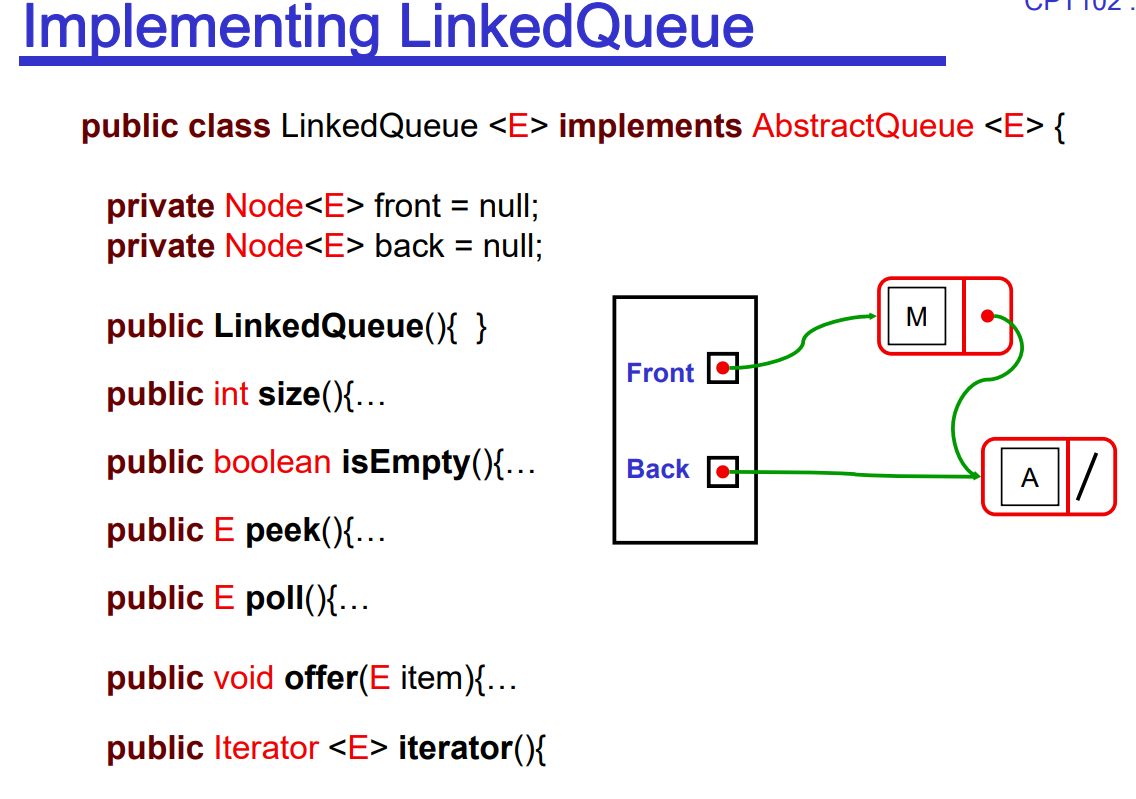 Implementing LinkedQueue
CPT102 :
public class LinkedQueue <E> implements AbstractQueue <E> {
private Node<E> front = null;
private Node<E> back = null;
public LinkedQueue(){ }
public int size(){…
public boolean isEmpty(){…
public E peek(){…
public E poll(){…
public void offer(E item){…
public Iterator <E> iterator(){
Front
Back
M
A /